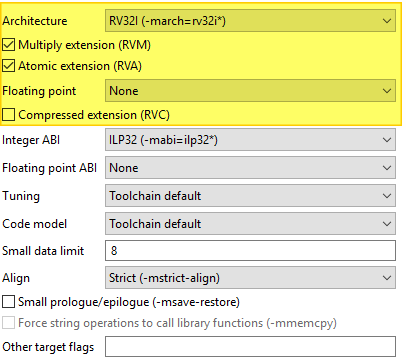 Architecture RV32I (-march=rv32i*)
Multiply extension (RVM)
Atomic extension (RVA)
Floating point None
Compressed extension (RVC)
Integer ABI ILP32 (-mabi=ilp32*)
Floating point ABI None
Tuning Toolchain default
Code model Toolchain default
Small data limit 8
Align Strict (-mstrict-align)
Small prologue/epilogue (-msave-restore)
Force string operations to call library functions (-mmemcpy)
Other target flags